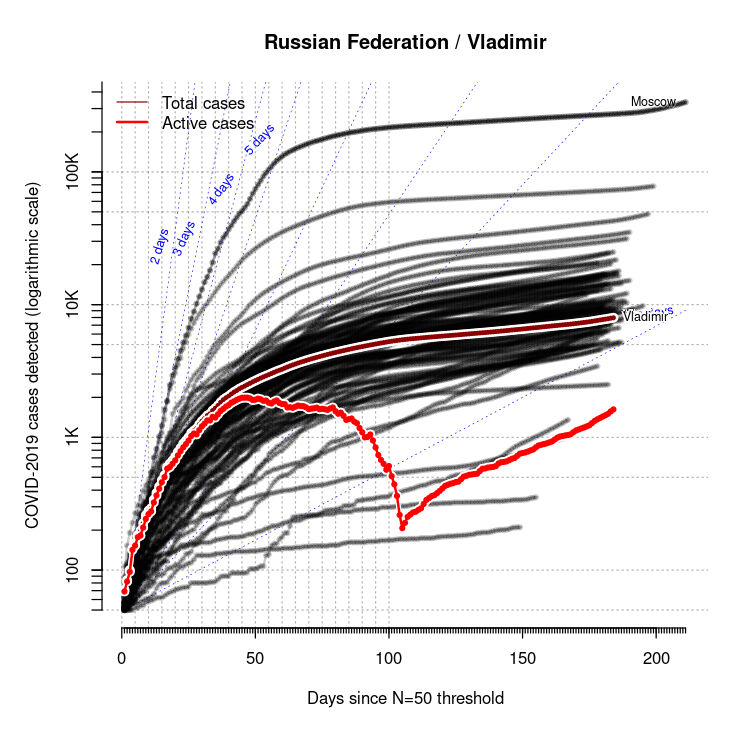 Russian Federation / Vladimir
Total cases
Active cases
Moscow
2 days
3 days
4 days
5 days
Vladimir
COVID-2019 cases detected (logarithmic scale)
100K
10K
1K
100
0
50
100
150
200
Days since N=50 threshold